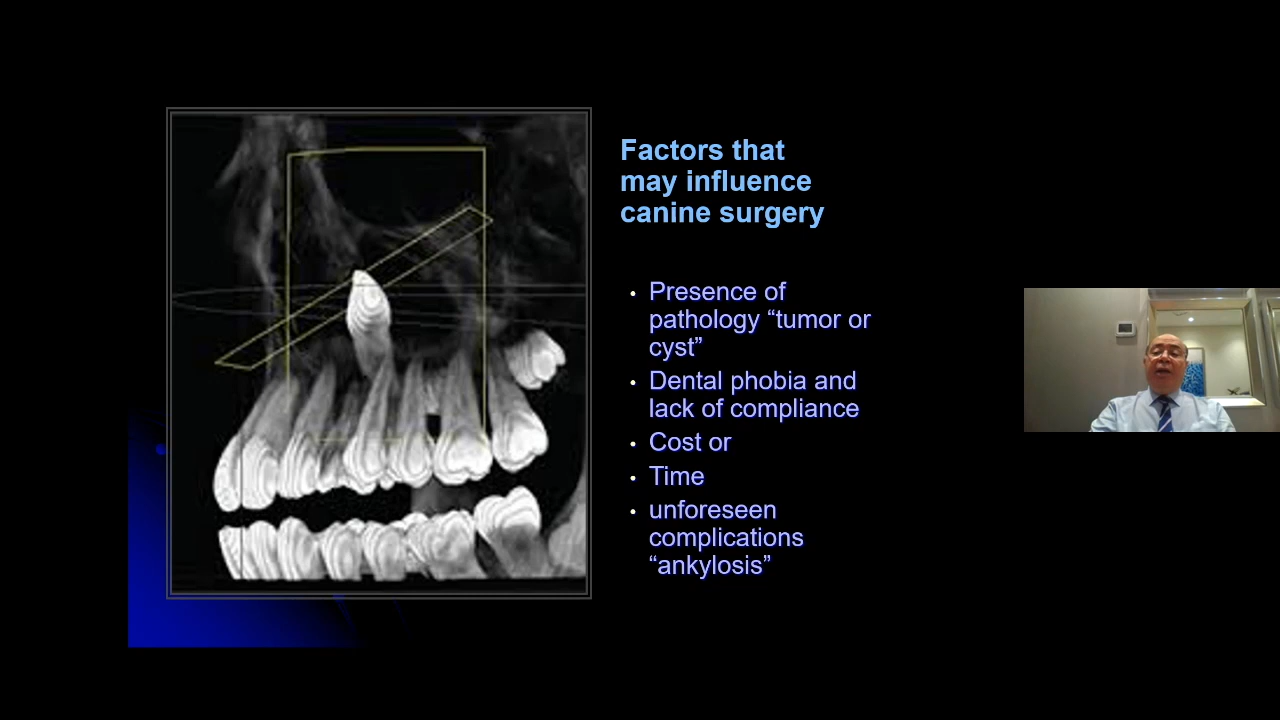 Factors that
may influence
canine surgery
• Presence of
pathology “tumor or
cyst”
• Dental phobia and
lack of compliance
• Cost or
• Time
• unforeseen
complications
“ankylosis”